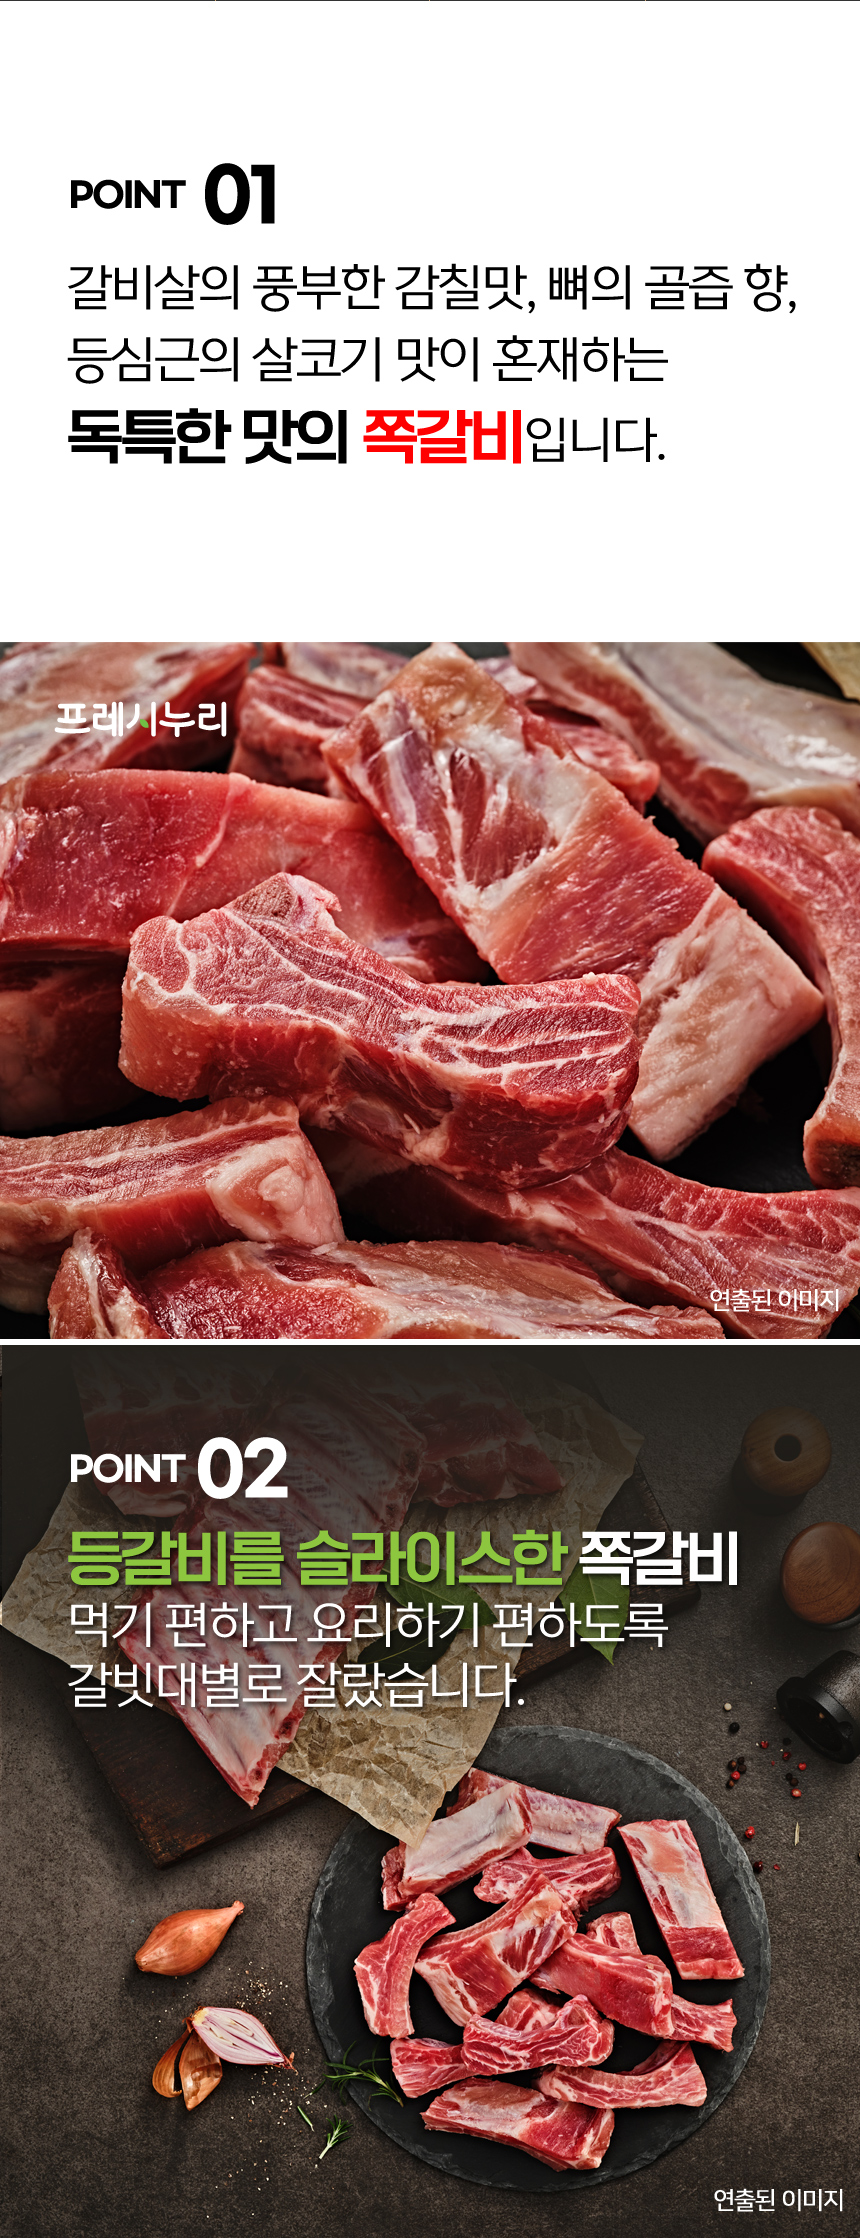 POINT 01
갈비살의 풍부한 감칠맛, 뼈의 골즙 향,
등심근의 살코기 맛이 혼재하는
독특한 맛의 쪽갈비입니다.
프레시누리
연출된 이미지
POINT 02
등갈비를 슬라이스한 쪽갈비
먹기 편하고 요리하기 편하도록
갈빗대별로 잘랐습니다.
연출된 이미지